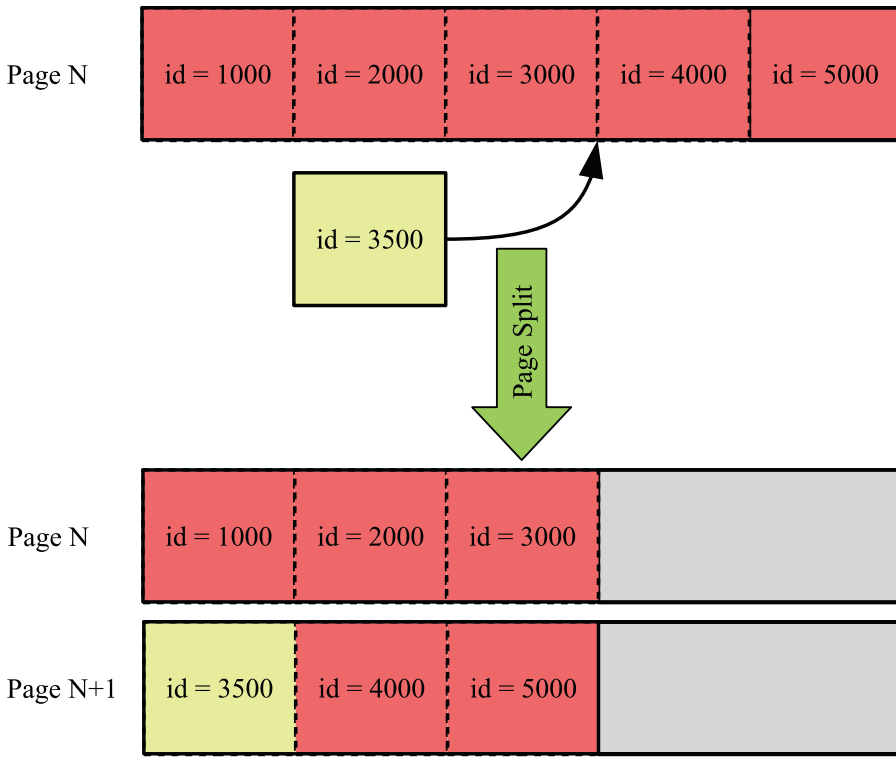 Page N
id = 1000
id = 2000
id = 3000
id = 4000
id = 5000
id = 3500
Page Split
Page N
id = 1000
id = 2000
id = 3000
Page N+1
id = 3500
id = 4000
id = 5000